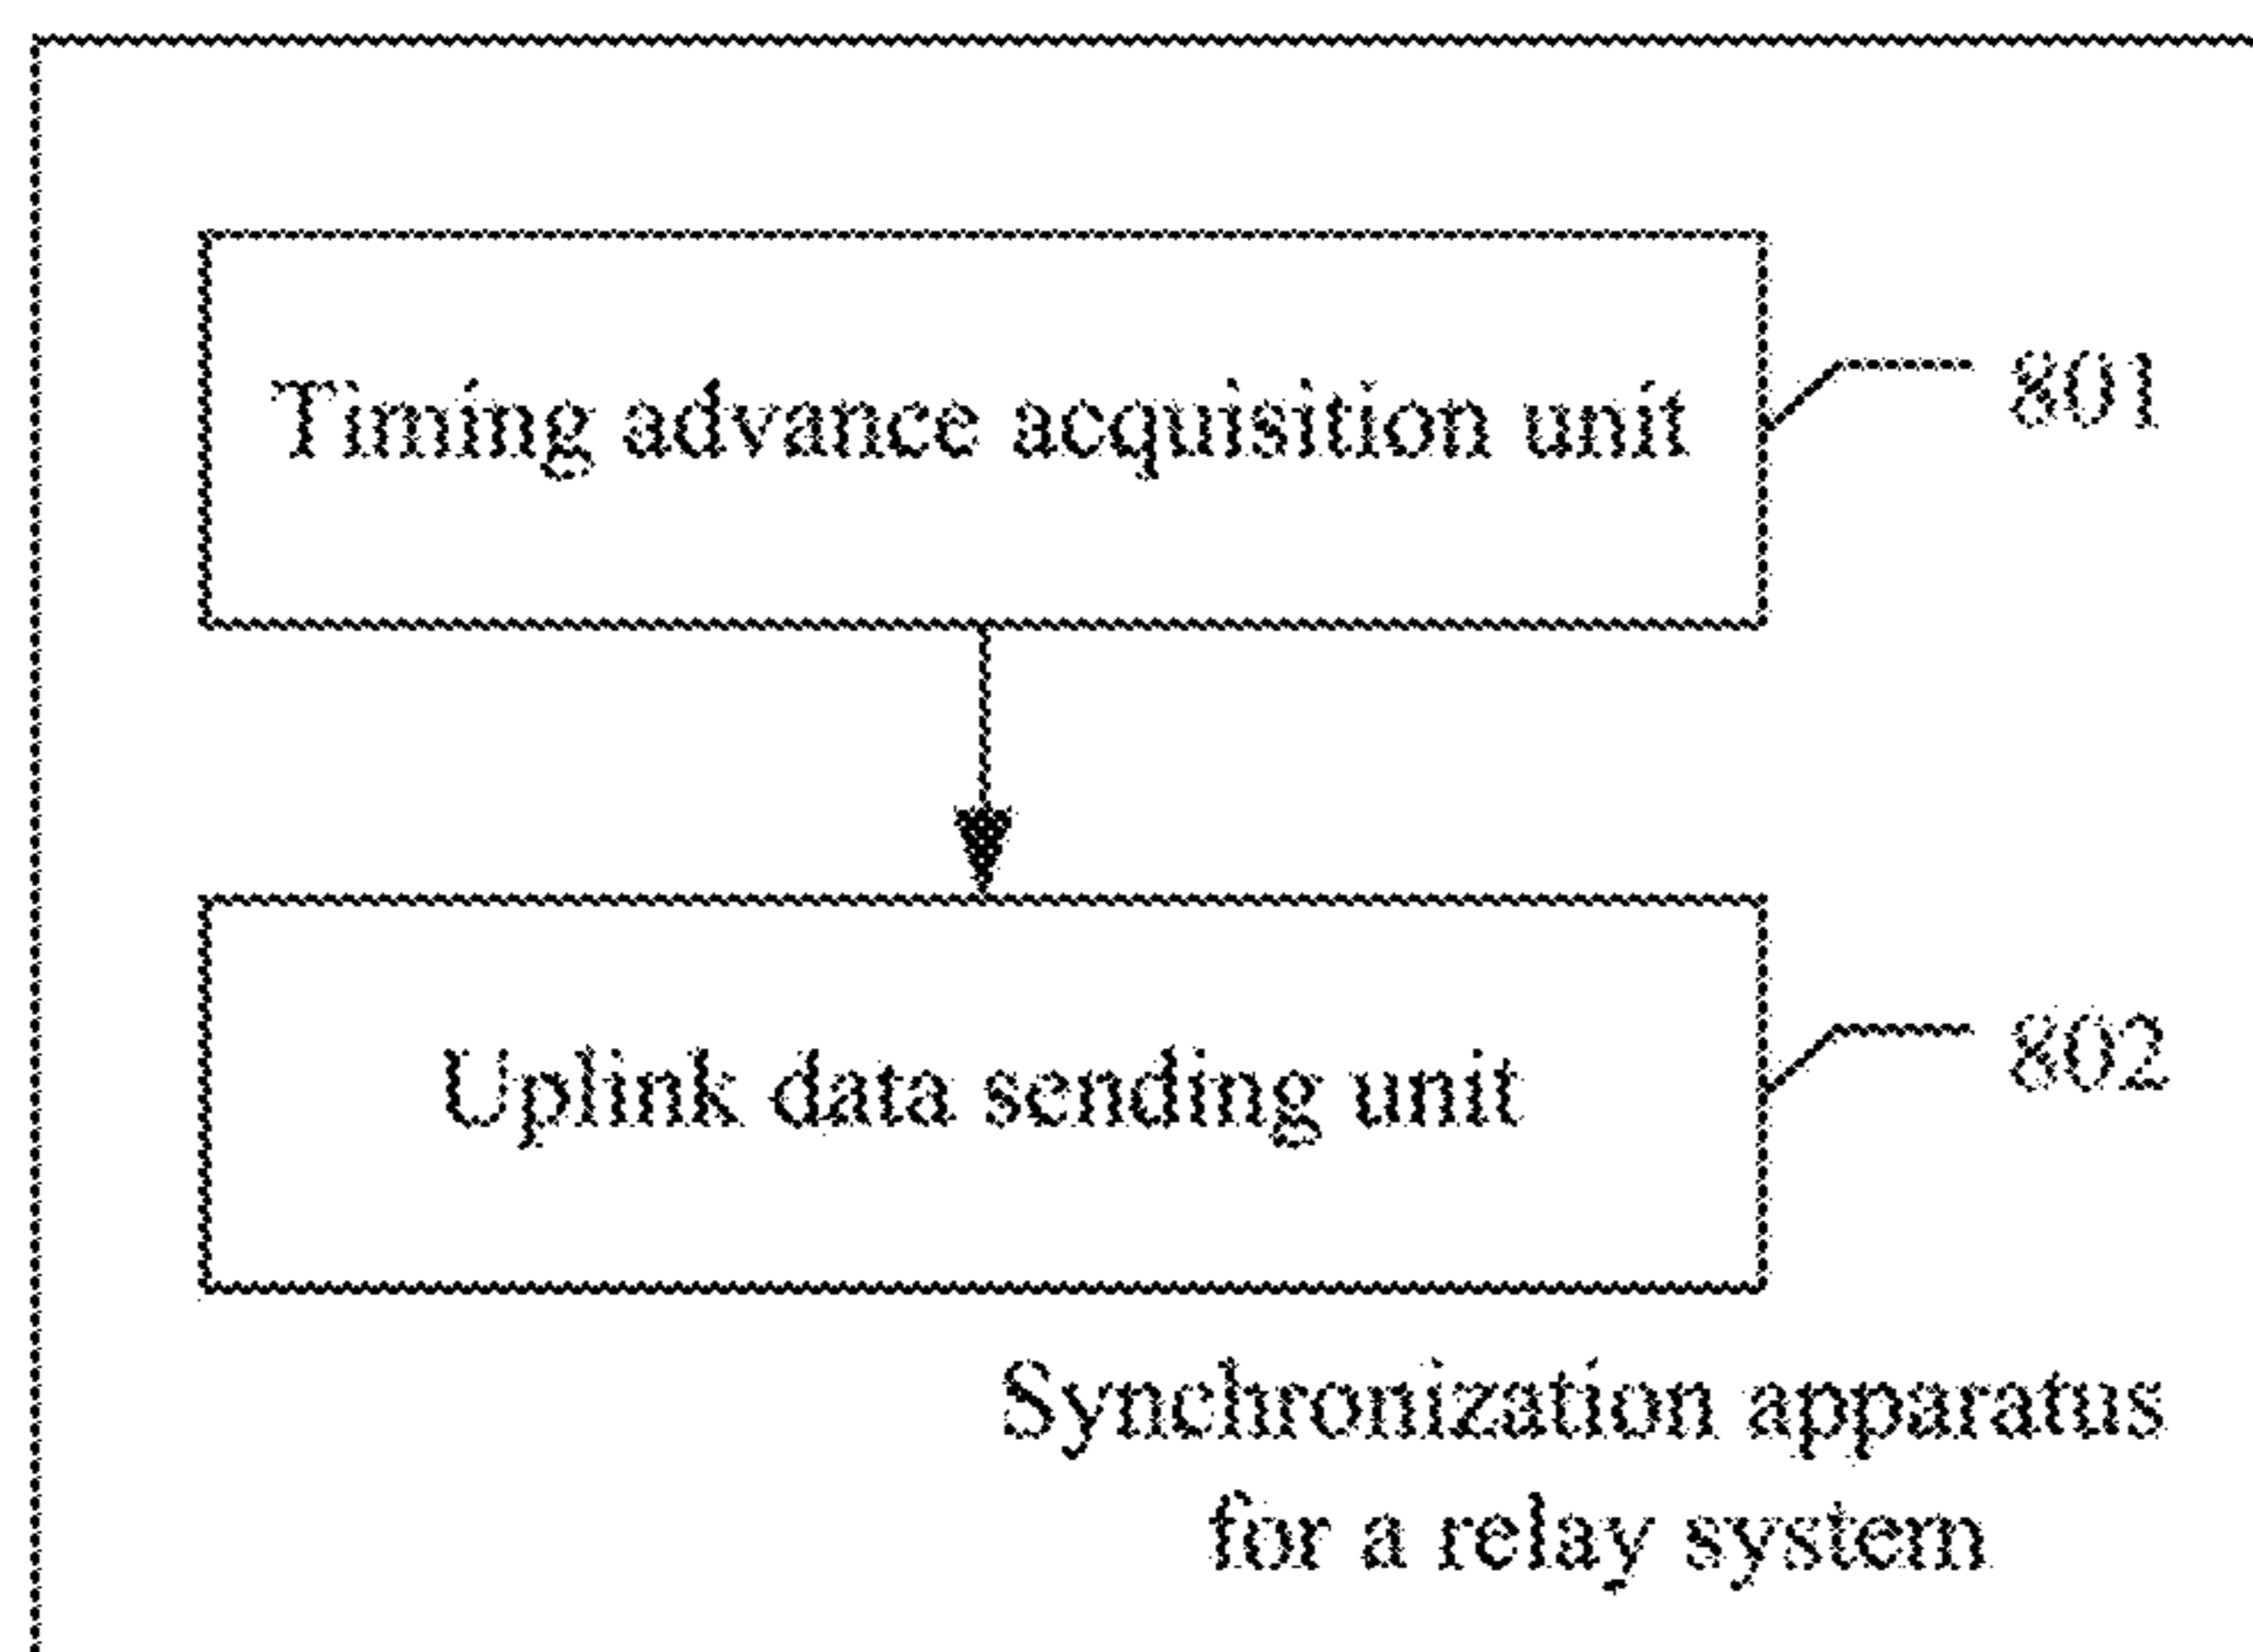 Timing advance acquisition unit
801
Uplink data sending unit
802
Synchronization apparatus
for a relay system